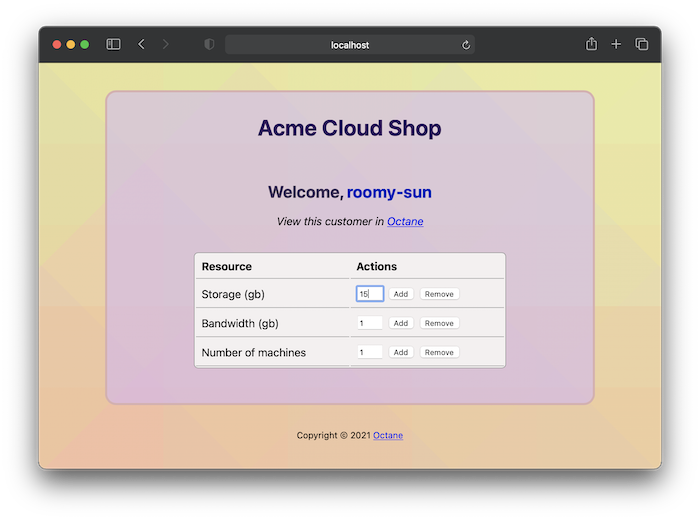 localhost
Acme Cloud Shop
Welcome, roomy-sun
View this customer in Octane
Resource Actions
Storage (gb) 15 Add Remove
Bandwidth (gb) 1 Add Remove
Number of machines 1 Add Remove
Copyright © 2021 Octane